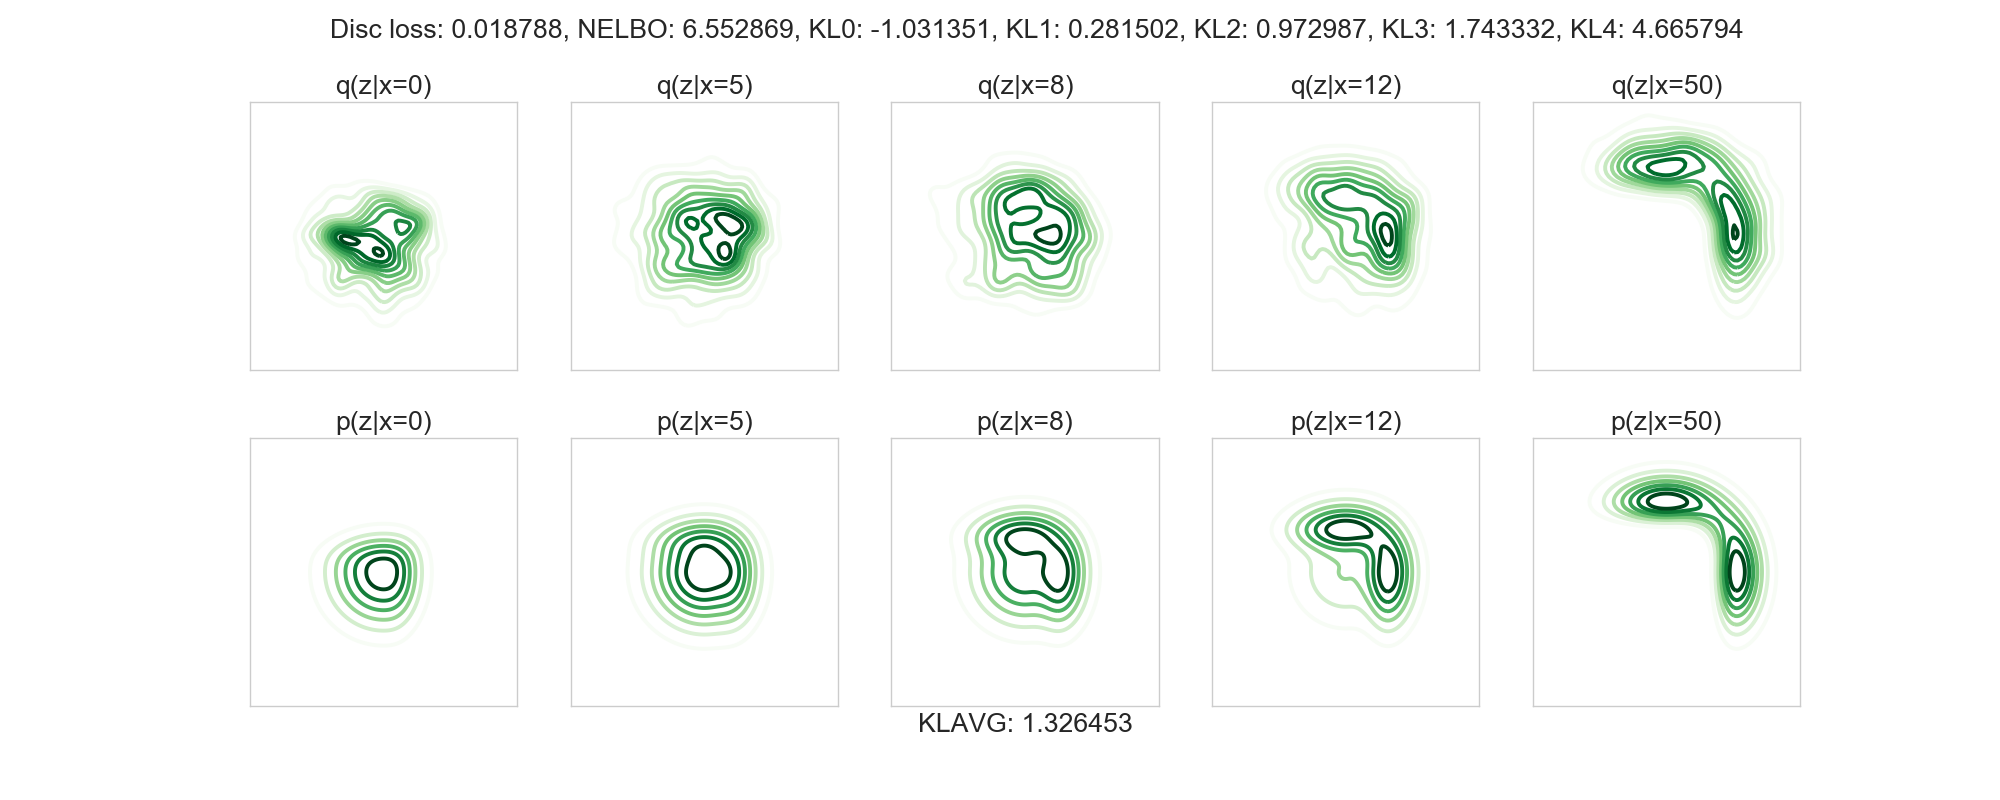 Disc loss: 0.018788, NELBO: 6.552869, KL0: -1.031351, KL1: 0.281502, KL2: 0.972987, KL3: 1.743332, KL4: 4.665794
q(z|x=0) q(z|x=5) q(z|x=8) q(z|x=12) q(z|x=50)
p(z|x=0) p(z|x=5) p(z|x=8) p(z|x=12) p(z|x=50)
KLAVG: 1.326453